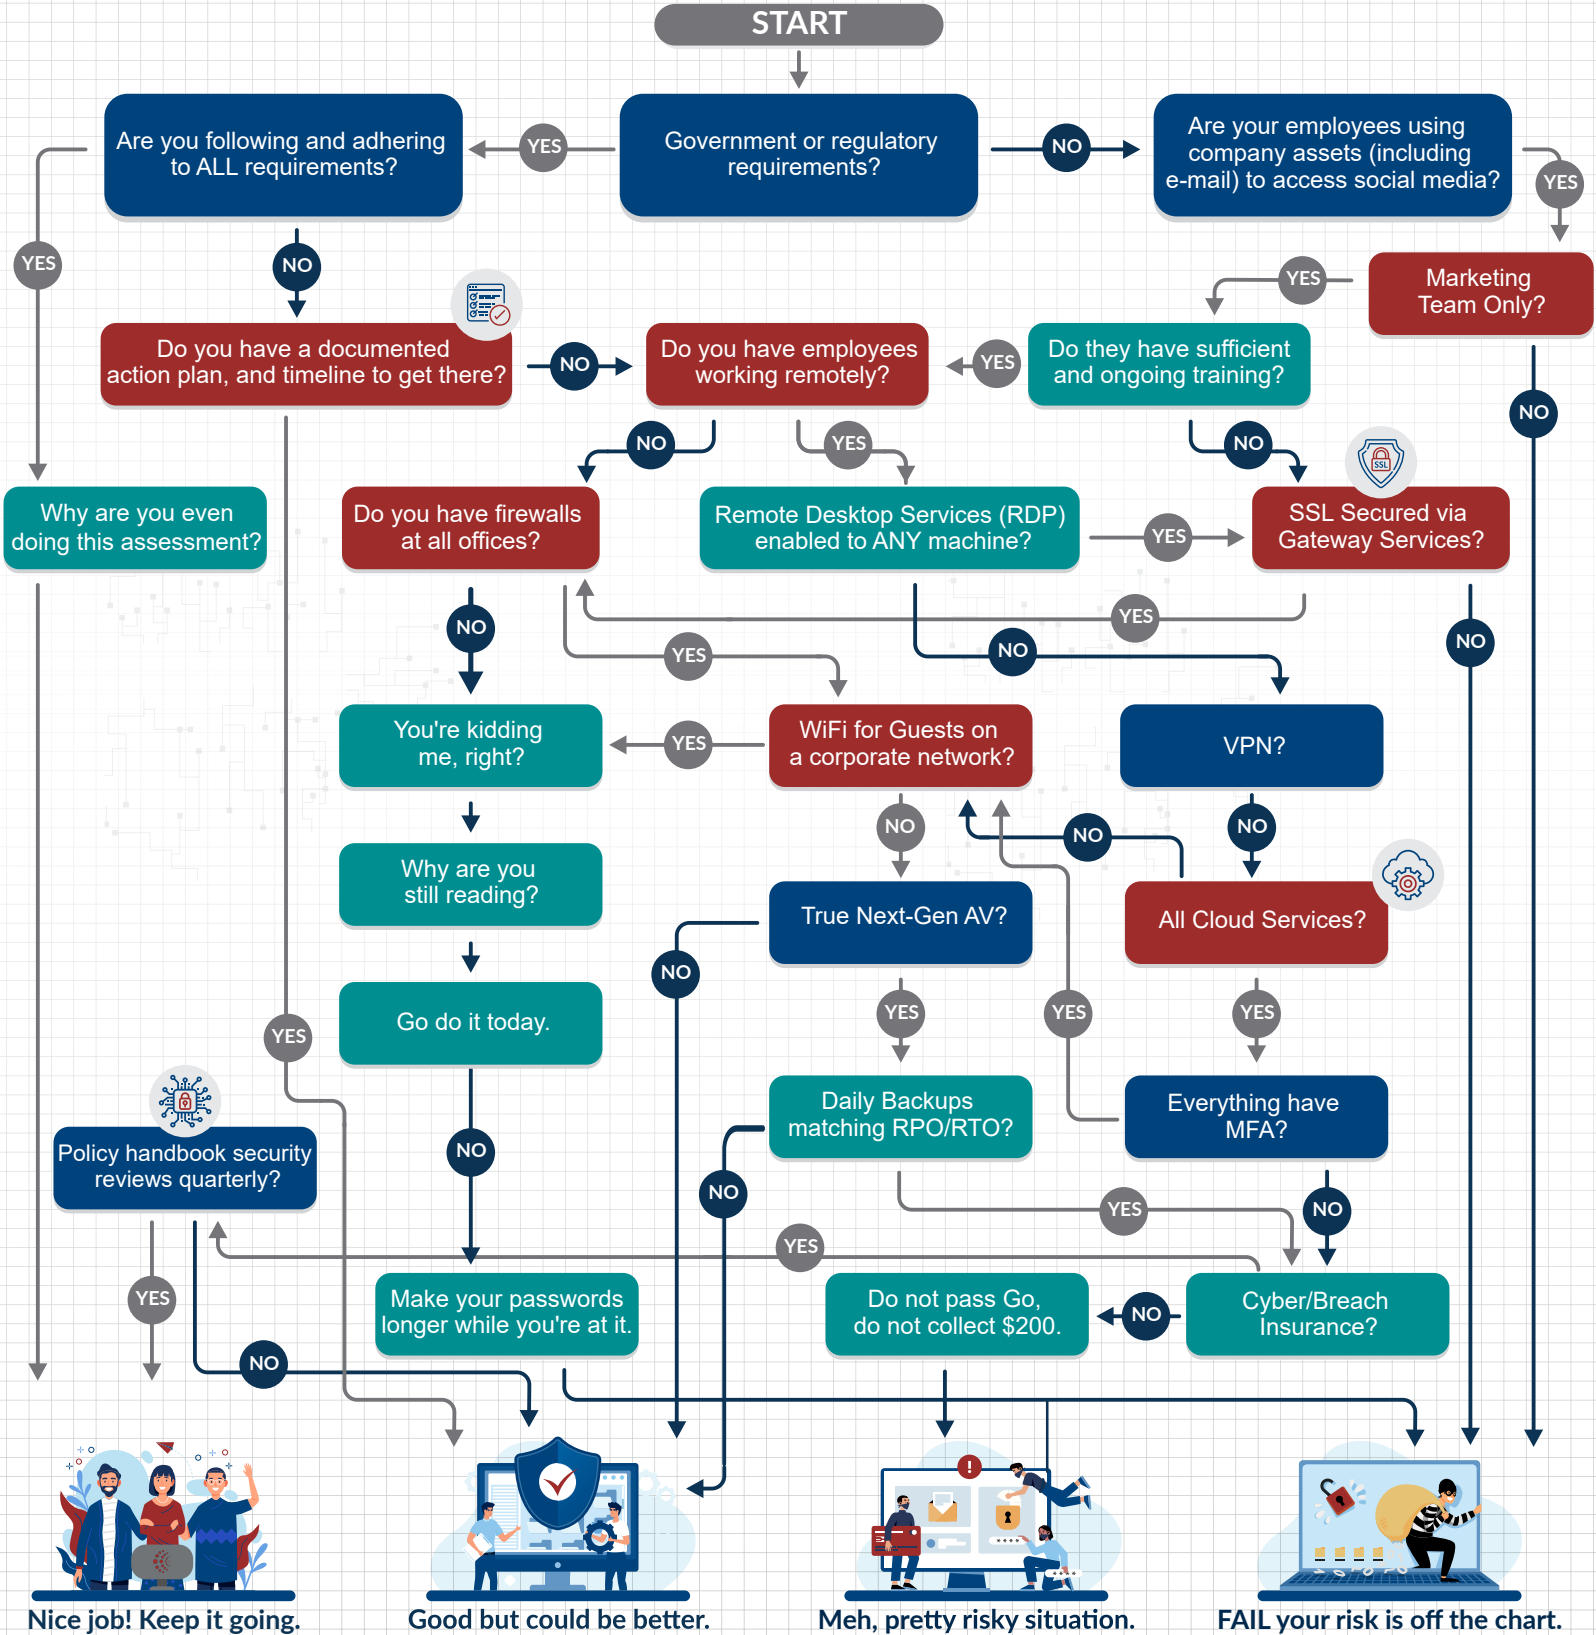 START
Are you following and adhering
to ALL requirements?
YES
Government or regulatory
requirements?
NO
Are your employees using
company assets (including
e-mail) to access social media?
YES
YES
NO
YES
Marketing
Team Only?
Do you have a documented
action plan, and timeline to get there?
NO
Do you have employees
working remotely?
YES
Do they have sufficient
and ongoing training?
NO
NO
YES
NO
SSL
Why are you even
doing this assessment?
Do you have firewalls
at all offices?
Remote Desktop Services (RDP)
enabled to ANY machine?
YES
SSL Secured via
Gateway Services?
NO
YES
YES
NO
NO
You're kidding
me, right?
YES
WiFi for Guests on
a corporate network?
VPN?
NO
NO
NO
Why are you
still reading?
True Next-Gen AV?
All Cloud Services?
NO
Go do it today.
YES
YES
YES
YES
Daily Backups
matching RPO/RTO?
Everything have
MFA?
Policy handbook security
reviews quarterly?
NO
NO
YES
NO
YES
YES
Make your passwords
longer while you're at it.
Do not pass Go,
do not collect $200.
NO
Cyber/Breach
Insurance?
NO
!
Nice job! Keep it going.
Good but could be better.
Meh, pretty risky situation.
FAIL your risk is off the chart.